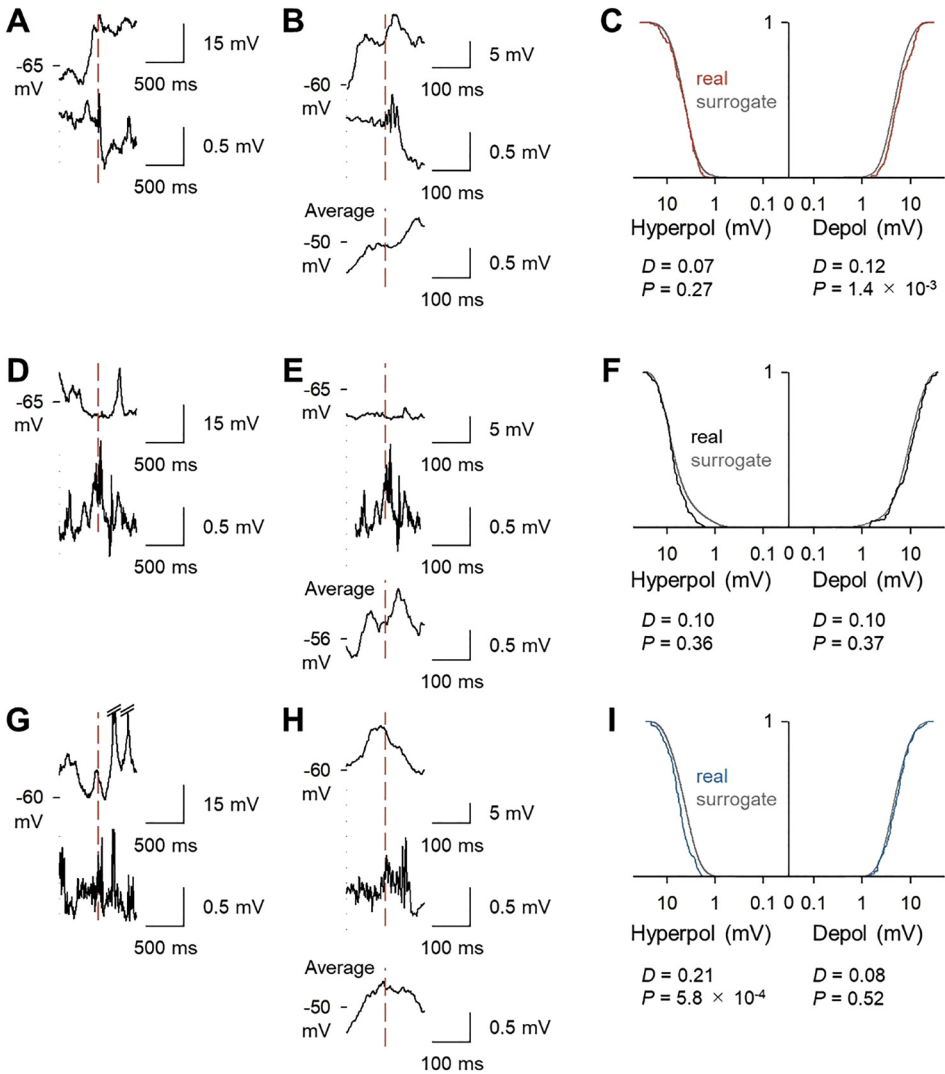 A
-65
mV
15 mV
500 ms
0.5 mV
500 ms
B
-60
mV
5 mV
100 ms
0.5 mV
100 ms
Average
-50
mV
0.5 mV
100 ms
C
1
real
surrogate
10 1 0.1 0 0.1 1 10
Hyperpol (mV) Depol (mV)
D = 0.07 D = 0.12
P = 0.27 P = 1.4 × 10-3
D
-65
mV
15 mV
500 ms
0.5 mV
500 ms
E
-65
mV
5 mV
100 ms
0.5 mV
100 ms
Average
-56
mV
0.5 mV
100 ms
F
1
real
surrogate
10 1 0.1 0 0.1 1 10
Hyperpol (mV) Depol (mV)
D = 0.10 D = 0.10
P = 0.36 P = 0.37
G
-60
mV
15 mV
500 ms
0.5 mV
500 ms
H
-60
mV
5 mV
100 ms
0.5 mV
100 ms
Average
-50
mV
0.5 mV
100 ms
I
1
real
surrogate
10 1 0.1 0 0.1 1 10
Hyperpol (mV) Depol (mV)
D = 0.21 D = 0.08
P = 5.8 × 10-4 P = 0.52